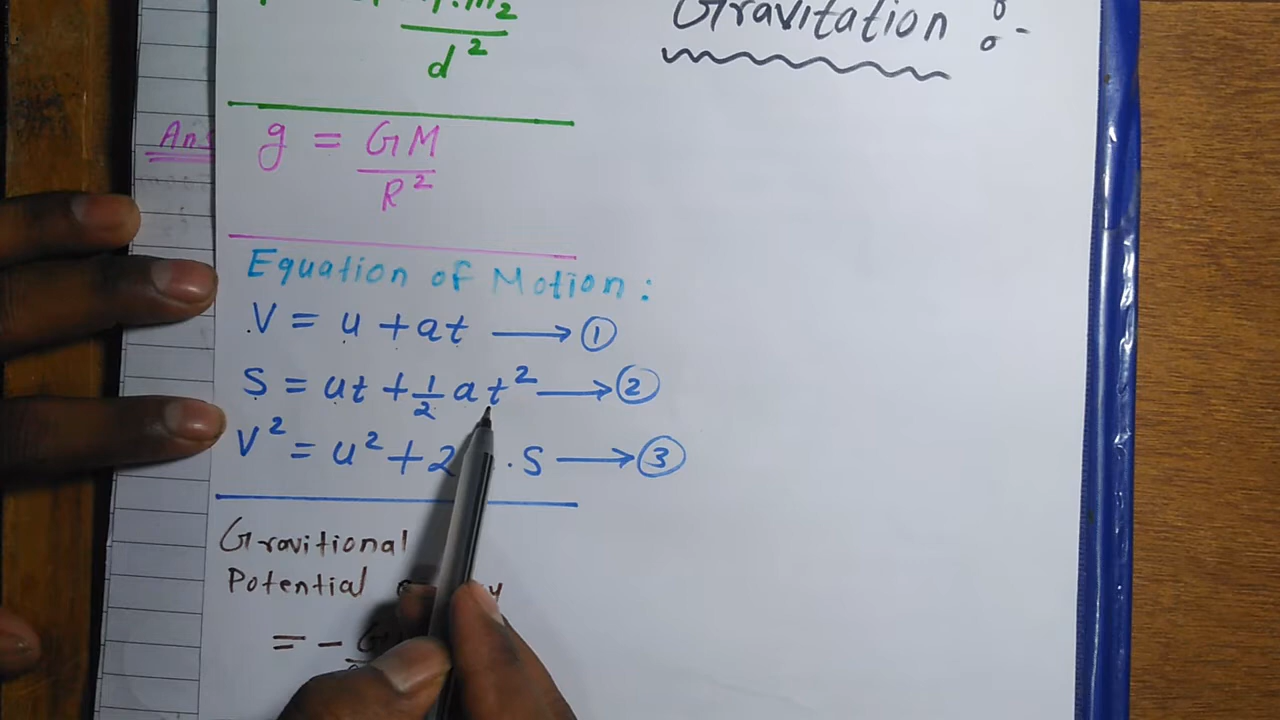 Gravitation :-
d²
Ans g = GM
R²
Equation of Motion :
V = u + at → ①
S = ut + 1/2 at² → ②
V² = u² + 2 . S → ③
Gravitional
Potential
= -